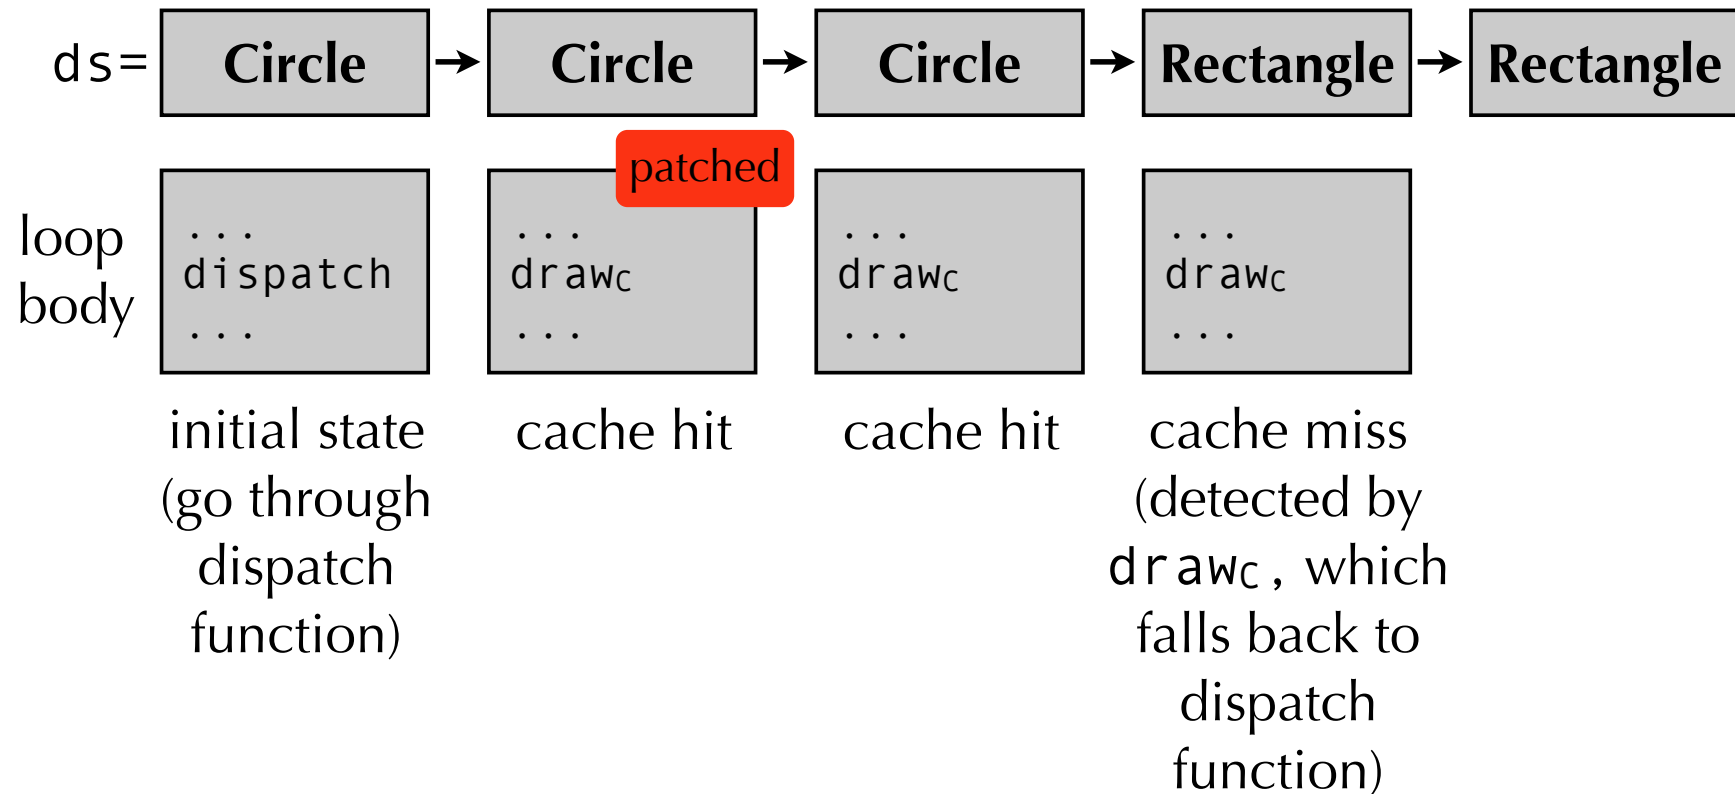 ds= Circle → Circle → Circle → Rectangle → Rectangle
patched
loop body
...
dispatch
...
...
drawC
...
...
drawC
...
...
drawC
...
initial state
(go through
dispatch
function)
cache hit
cache hit
cache miss
(detected by
drawC, which
falls back to
dispatch
function)